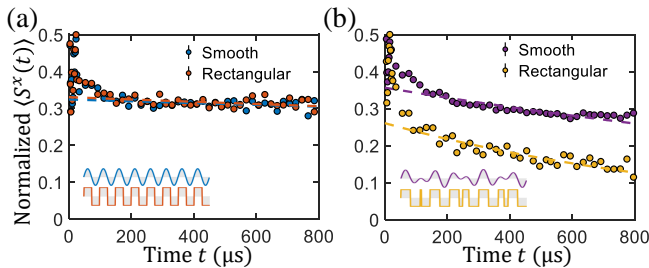 (a)
Normalized ⟨Sˣ(t)⟩
0.5
0.4
0.3
0.2
0.1
0
Smooth
Rectangular
0 200 400 600 800
Time t (μs)
(b)
0.5
0.4
0.3
0.2
0.1
0
Smooth
Rectangular
0 200 400 600 800
Time t (μs)